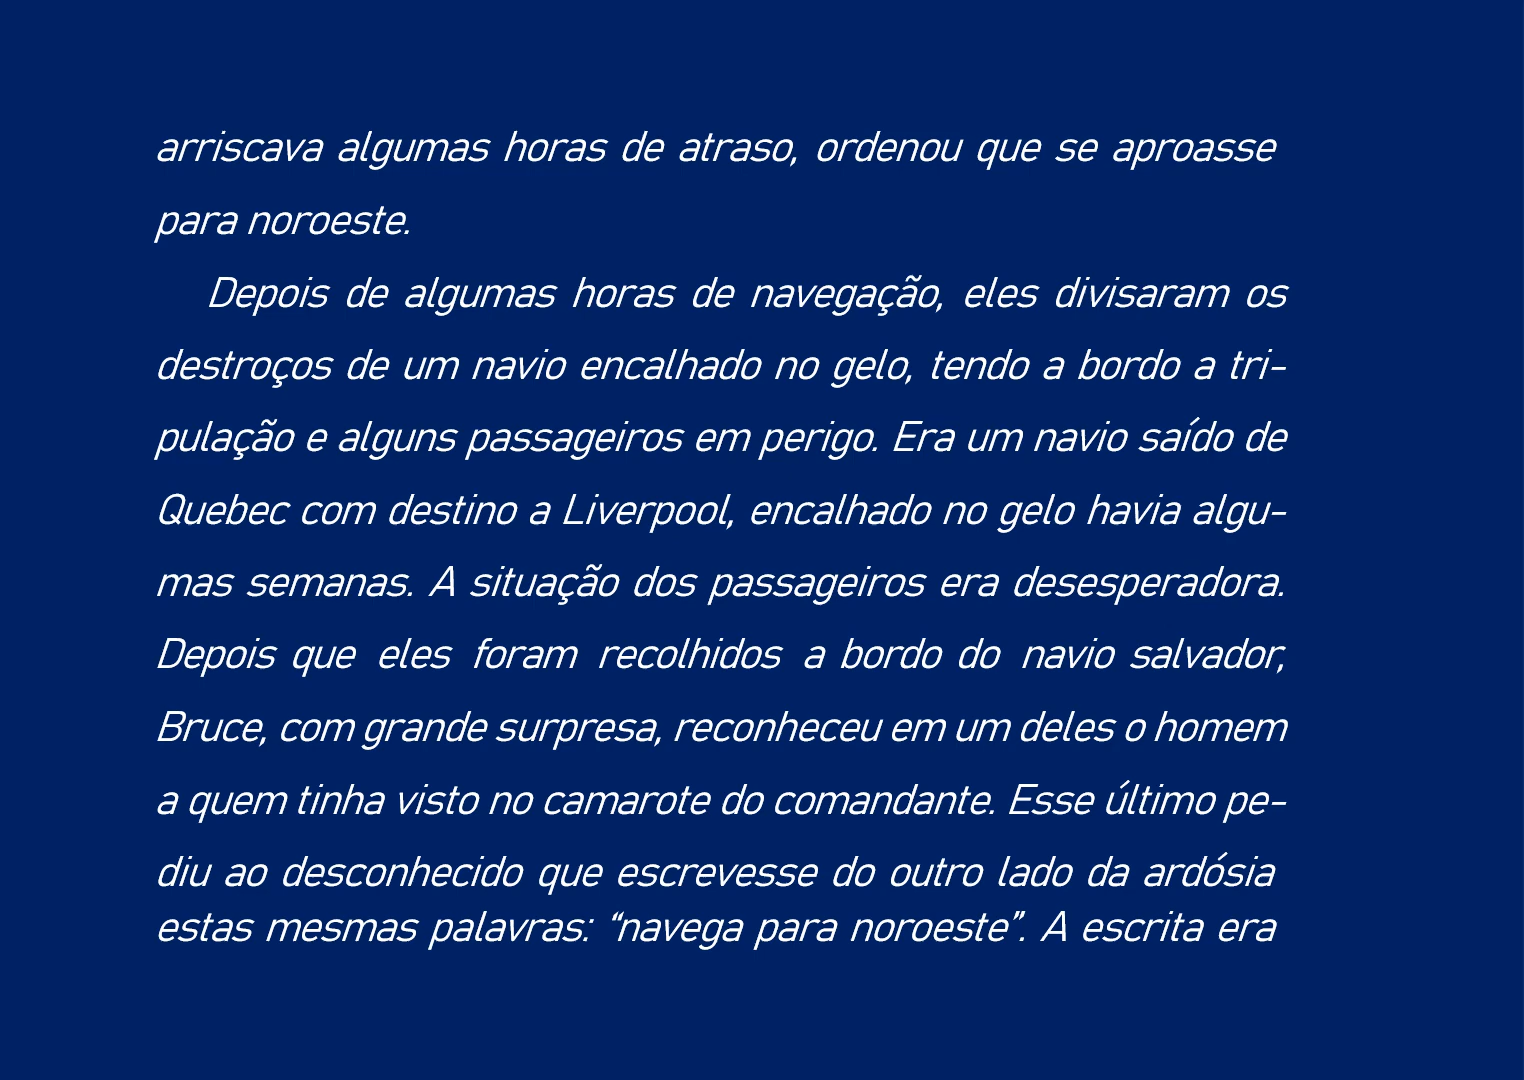 arriscava algumas horas de atraso, ordenou que se aproasse
para noroeste.
Depois de algumas horas de navegação, eles divisaram os
destroços de um navio encalhado no gelo, tendo a bordo a tri-
pulação e alguns passageiros em perigo. Era um navio saído de
Quebec com destino a Liverpool, encalhado no gelo havia algu-
mas semanas. A situação dos passageiros era desesperadora.
Depois que eles foram recolhidos a bordo do navio salvador,
Bruce, com grande surpresa, reconheceu em um deles o homem
a quem tinha visto no camarote do comandante. Esse último pe-
diu ao desconhecido que escrevesse do outro lado da ardósia
estas mesmas palavras: “navega para noroeste”. A escrita era